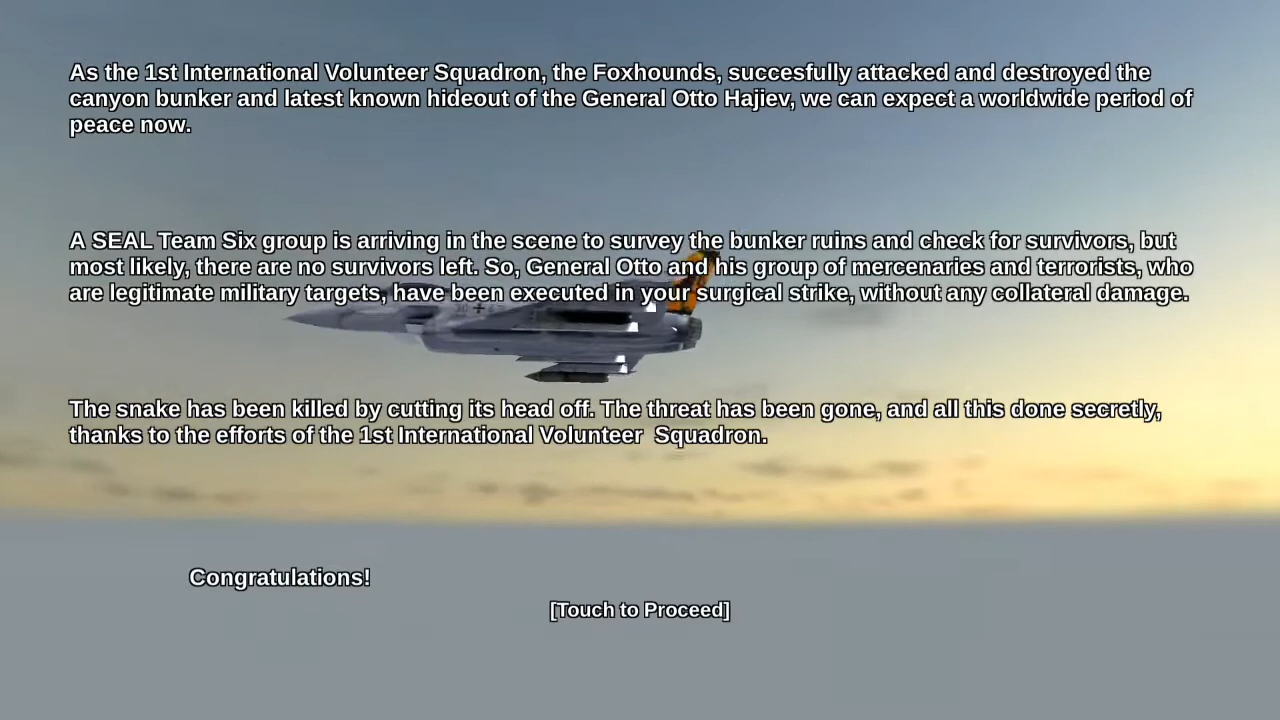 As the 1st International Volunteer Squadron, the Foxhounds, succesfully attacked and destroyed the
canyon bunker and latest known hideout of the General Otto Hajiev, we can expect a worldwide period of
peace now.
A SEAL Team Six group is arriving in the scene to survey the bunker ruins and check for survivors, but
most likely, there are no survivors left. So, General Otto and his group of mercenaries and terrorists, who
are legitimate military targets, have been executed in your surgical strike, without any collateral damage.
The snake has been killed by cutting its head off. The threat has been gone, and all this done secretly,
thanks to the efforts of the 1st International Volunteer  Squadron.
Congratulations!
[Touch to Proceed]